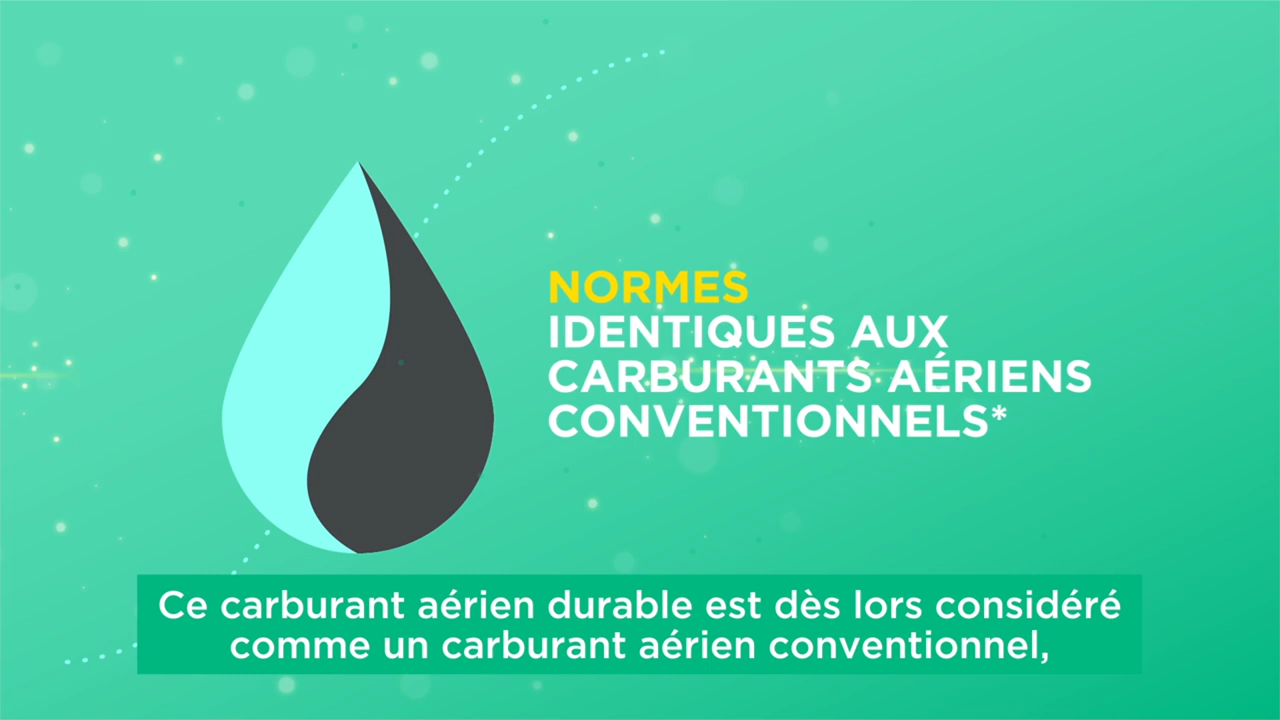 NORMES
IDENTIQUES AUX
CARBURANTS AÉRIENS
CONVENTIONNELS*
Ce carburant aérien durable est dès lors considéré
comme un carburant aérien conventionnel,